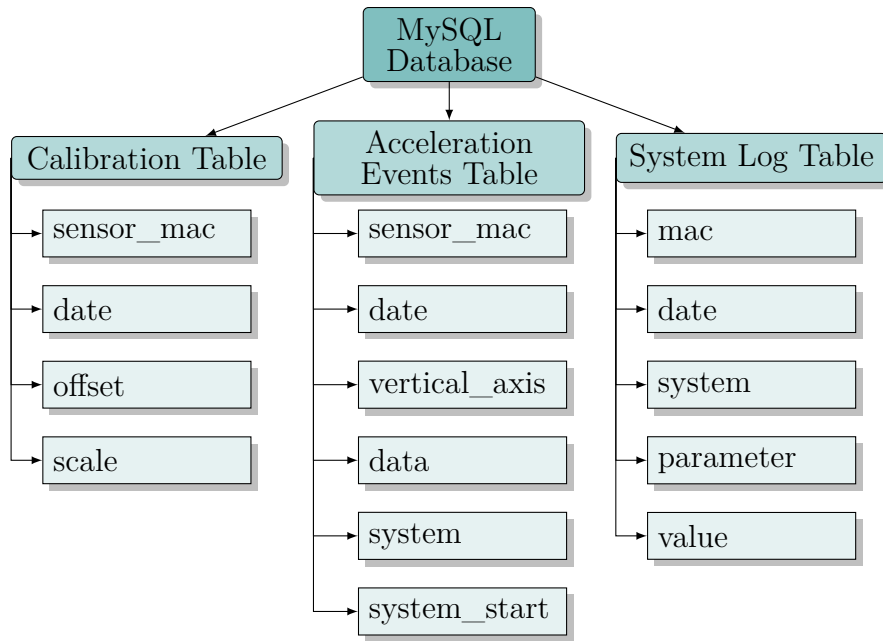 MySQL
Database
Calibration Table
sensor_mac
date
offset
scale
Acceleration
Events Table
sensor_mac
date
vertical_axis
data
system
system_start
System Log Table
mac
date
system
parameter
value